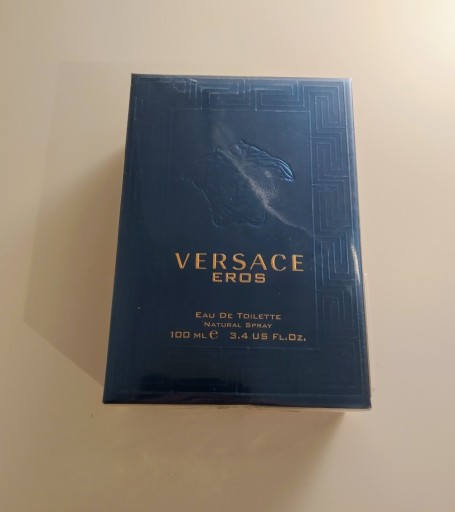 VERSACE
EROS
EAU DE TOILETTE
NATURAL SPRAY
100 ML℮ 3.4 US FL.OZ.